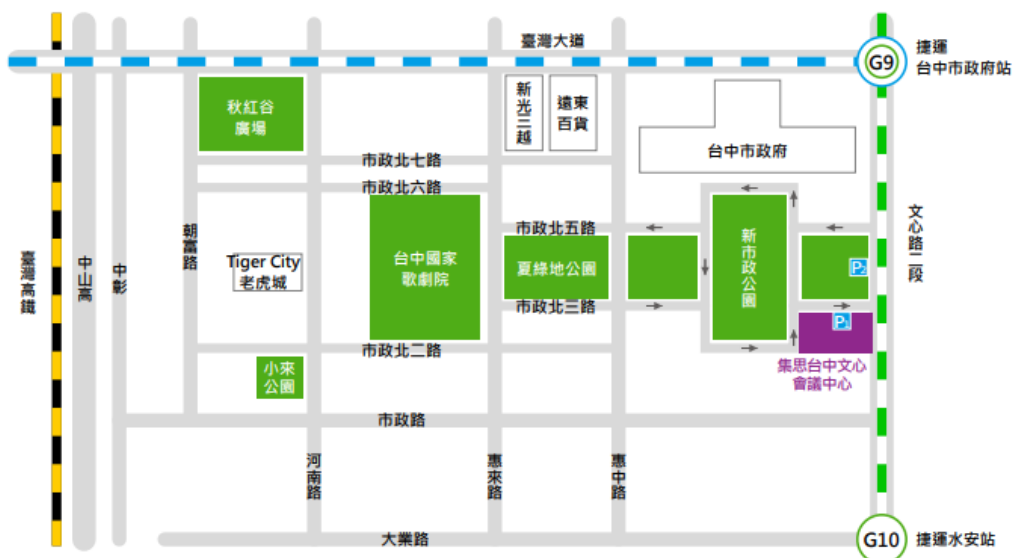 臺灣大道
G9
捷運
台中市政府站
秋紅谷
廣場
新光三越
遠東
百貨
台中市政府
市政北七路
市政北六路
朝富路
台中國家
歌劇院
市政北五路
夏綠地公園
新市政公園
文心路二段
臺灣高鐵
中山高
中彰
Tiger City
老虎城
P2
市政北三路
P1
市政北二路
小來
公園
集思台中文心
會議中心
市政路
河南路
惠來路
惠中路
大業路
G10
捷運水安站